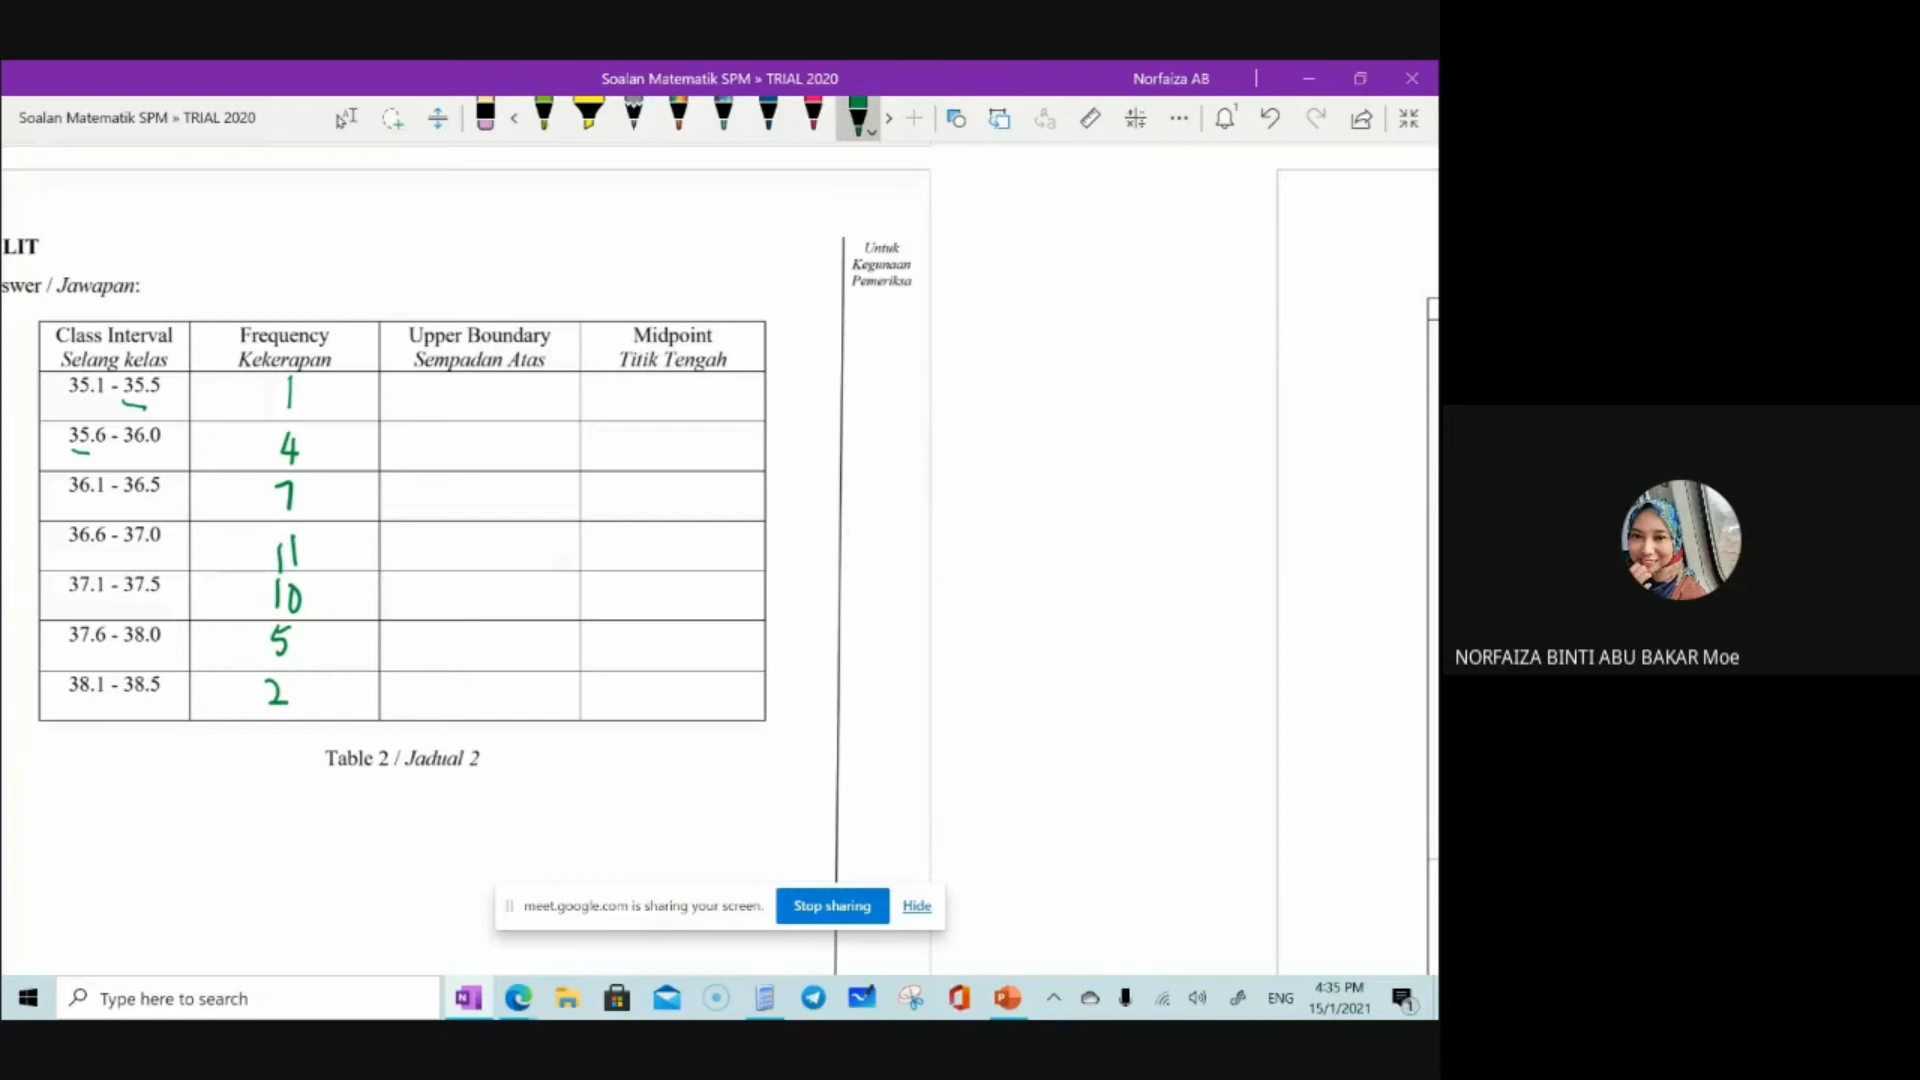 Soalan Matematik SPM » TRIAL 2020
Norfaiza AB
Soalan Matematik SPM » TRIAL 2020
LIT
swer / Jawapan:
Untuk
Kegunaan
Pemeriksa
Class Interval Frequency Upper Boundary Midpoint
Selang kelas Kekerapan Sempadan Atas Titik Tengah
35.1 - 35.5 1
35.6 - 36.0 4
36.1 - 36.5 7
36.6 - 37.0 11
37.1 - 37.5 10
37.6 - 38.0 5
38.1 - 38.5 2
Table 2 / Jadual 2
meet.google.com is sharing your screen. Stop sharing Hide
NORFAIZA BINTI ABU BAKAR Moe
Type here to search
ENG
4:35 PM
15/1/2021